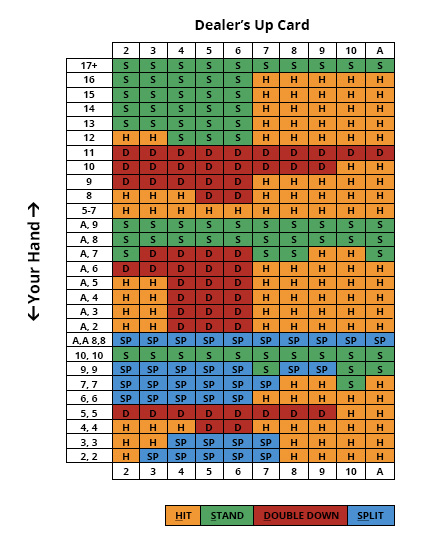 Dealer's Up Card
2 3 4 5 6 7 8 9 10 A
17+ S S S S S S S S S S
16 S S S S S H H H H H
15 S S S S S H H H H H
14 S S S S S H H H H H
13 S S S S S H H H H H
12 H H S S S H H H H H
11 D D D D D D D D D D
10 D D D D D D D D H H
9 D D D D D H H H H H
8 H H H D D H H H H H
5-7 H H H H H H H H H H
A, 9 S S S S S S S S S S
A, 8 S S S S S S S S S S
A, 7 S D D D D S S H H S
A, 6 D D D D D H H H H H
A, 5 H H D D D H H H H H
A, 4 H H D D D H H H H H
A, 3 H H D D D H H H H H
A, 2 H H D D D H H H H H
A,A 8,8 SP SP SP SP SP SP SP SP SP SP
10, 10 S S S S S S S S S S
9, 9 SP SP SP SP SP S SP SP S S
7, 7 SP SP SP SP SP SP H H S H
6, 6 SP SP SP SP SP H H H H H
5, 5 D D D D D D D D H H
4, 4 H H H D D H H H H H
3, 3 H H SP SP SP SP H H H H
2, 2 H SP SP SP SP SP H H H H
2 3 4 5 6 7 8 9 10 A
←Your Hand →
HIT STAND DOUBLE DOWN SPLIT